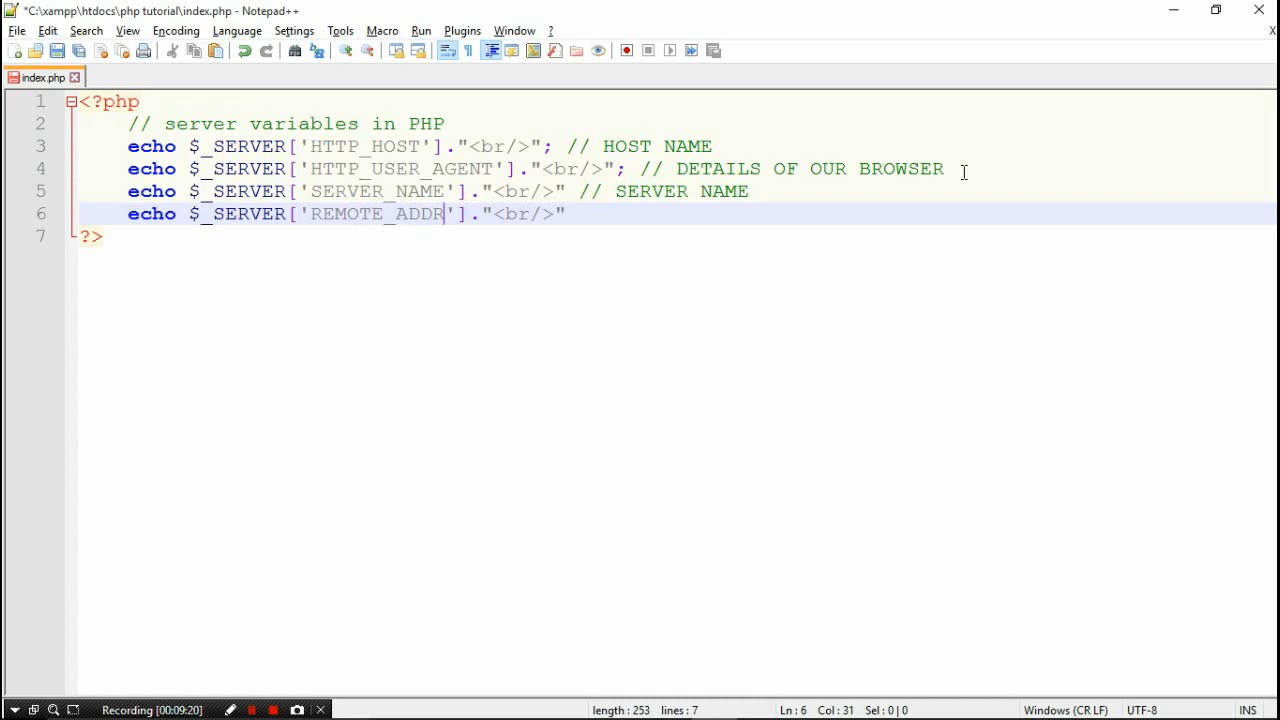 *C:\xampp\htdocs\php tutorial\index.php - Notepad++
File Edit Search View Encoding Language Settings Tools Macro Run Plugins Window ? X
index.php
1 <?php
2 // server variables in PHP
3 echo $_SERVER['HTTP_HOST']."<br/>"; // HOST NAME
4 echo $_SERVER['HTTP_USER_AGENT']."<br/>"; // DETAILS OF OUR BROWSER
5 echo $_SERVER['SERVER_NAME']."<br/>" // SERVER NAME
6 echo $_SERVER['REMOTE_ADDR']."<br/>"
7 ?>
Recording [00:09:20]
length : 253 lines : 7 Ln : 6 Col : 31 Sel : 0 | 0 Windows (CR LF) UTF-8 INS